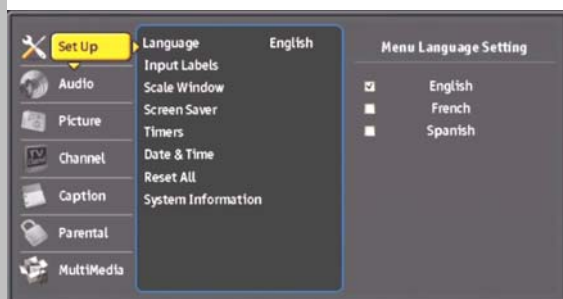 Set Up
Audio
Picture
Channel
Caption
Parental
MultiMedia
Language English
Input Labels
Scale Window
Screen Saver
Timers
Date & Time
Reset All
System Information
Menu Language Setting
English
French
Spanish